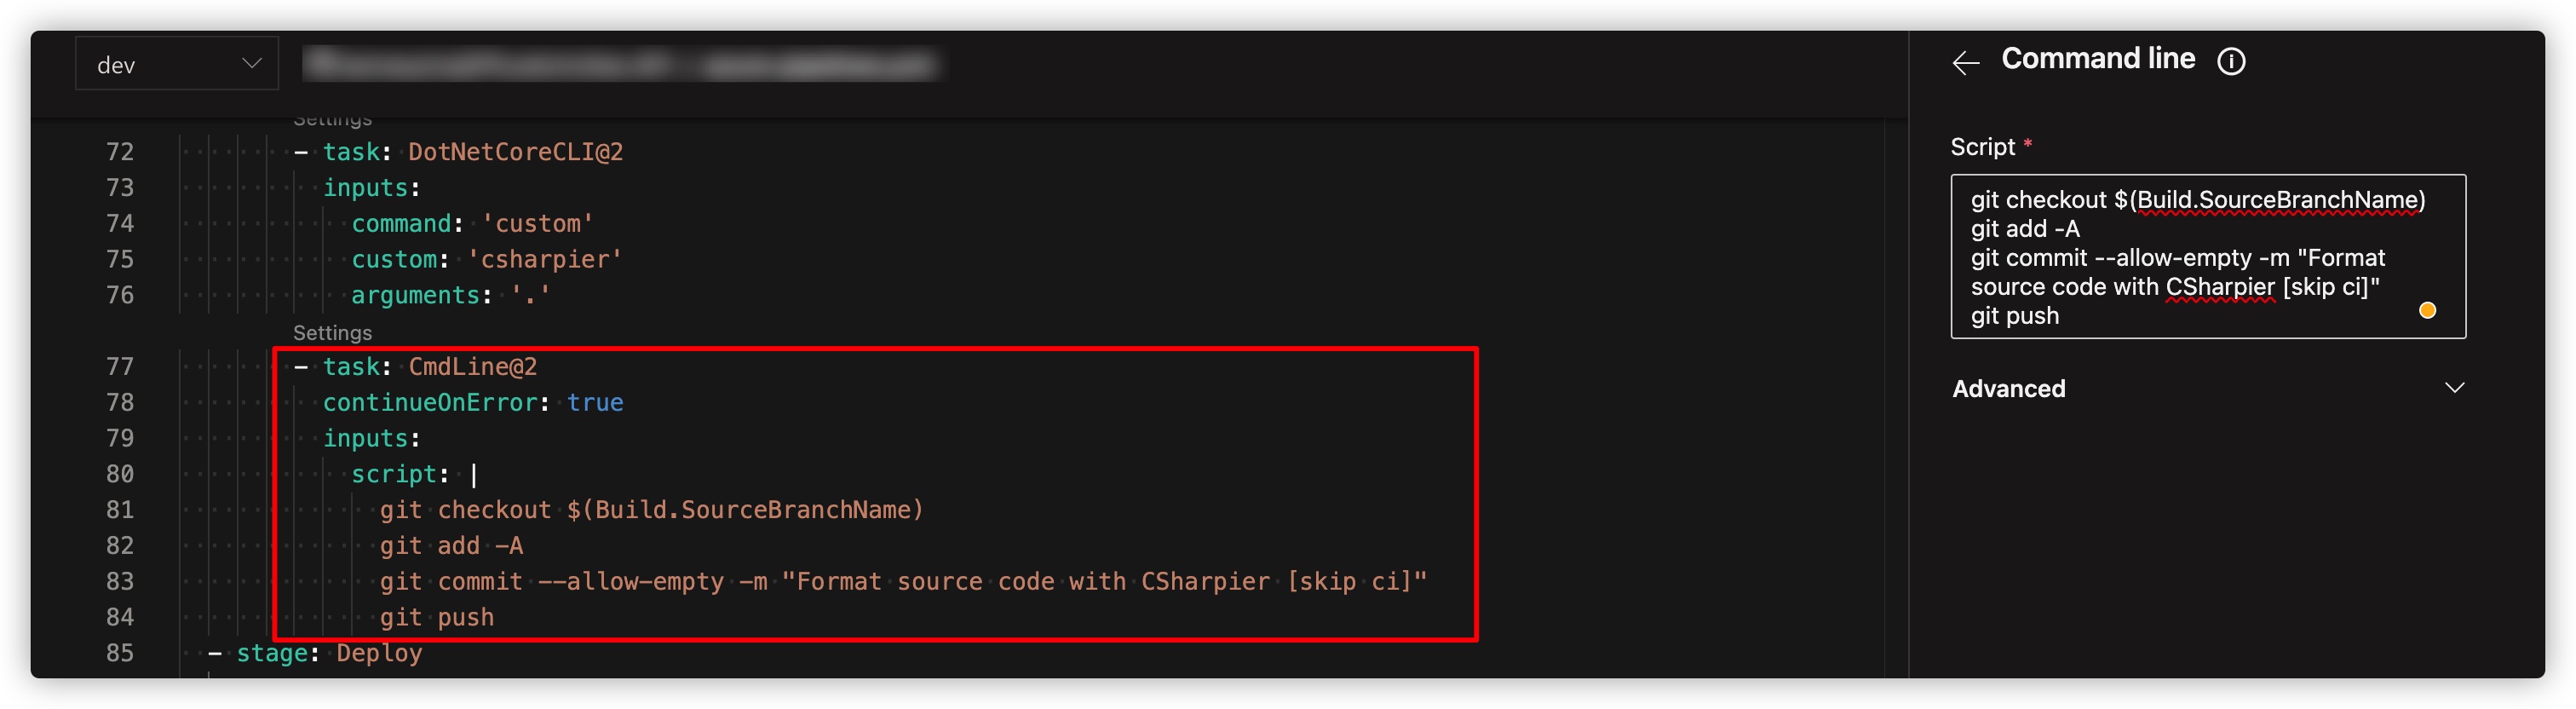 dev
Settings
72 - task: DotNetCoreCLI@2
73 inputs:
74 command: 'custom'
75 custom: 'csharpier'
76 arguments: '.'
Settings
77 - task: CmdLine@2
78 continueOnError: true
79 inputs:
80 script: |
81 git checkout $(Build.SourceBranchName)
82 git add -A
83 git commit --allow-empty -m "Format source code with CSharpier [skip ci]"
84 git push
85 - stage: Deploy
Command line
Script *
git checkout $(Build.SourceBranchName)
git add -A
git commit --allow-empty -m "Format
source code with CSharpier [skip ci]"
git push
Advanced